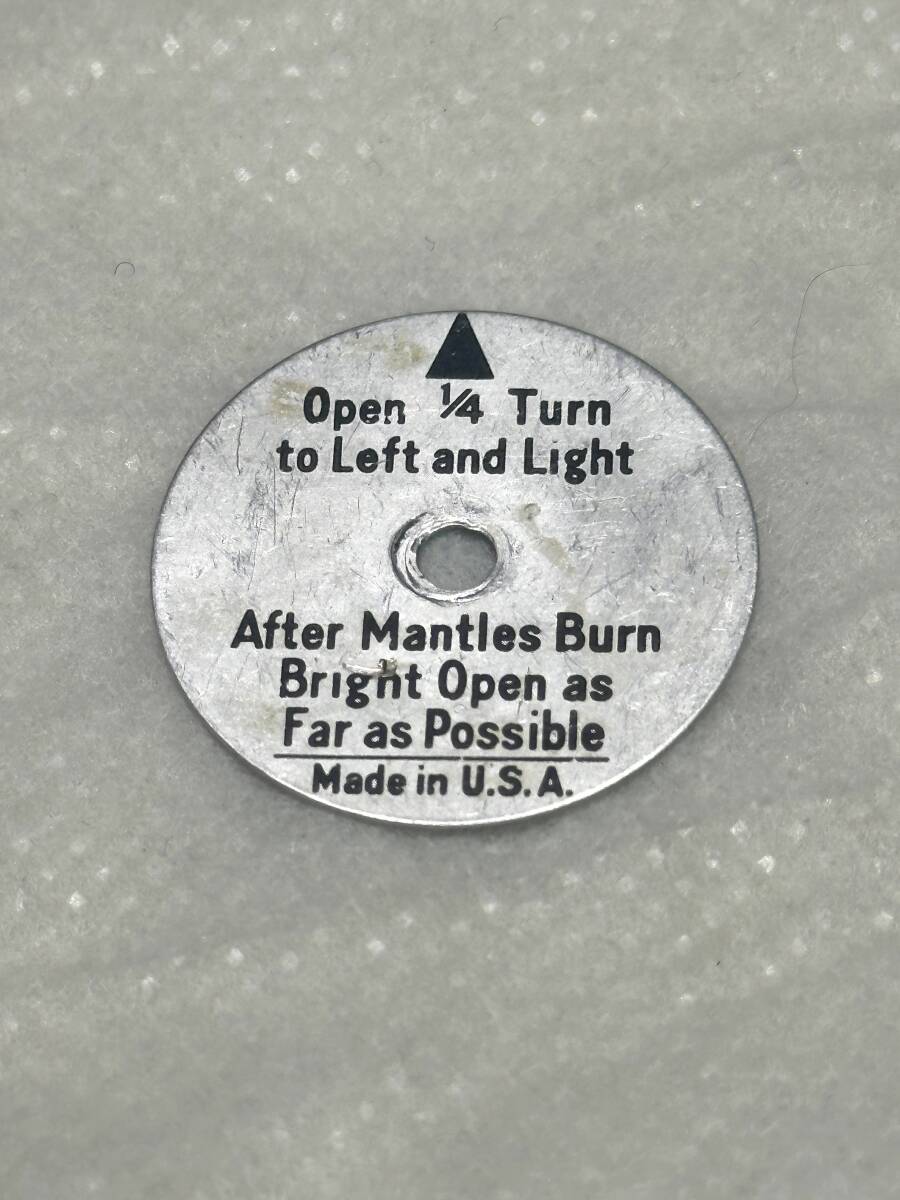 Open ¼ Turn
to Left and Light
After Mantles Burn
Bright Open as
Far as Possible
Made in U.S.A.